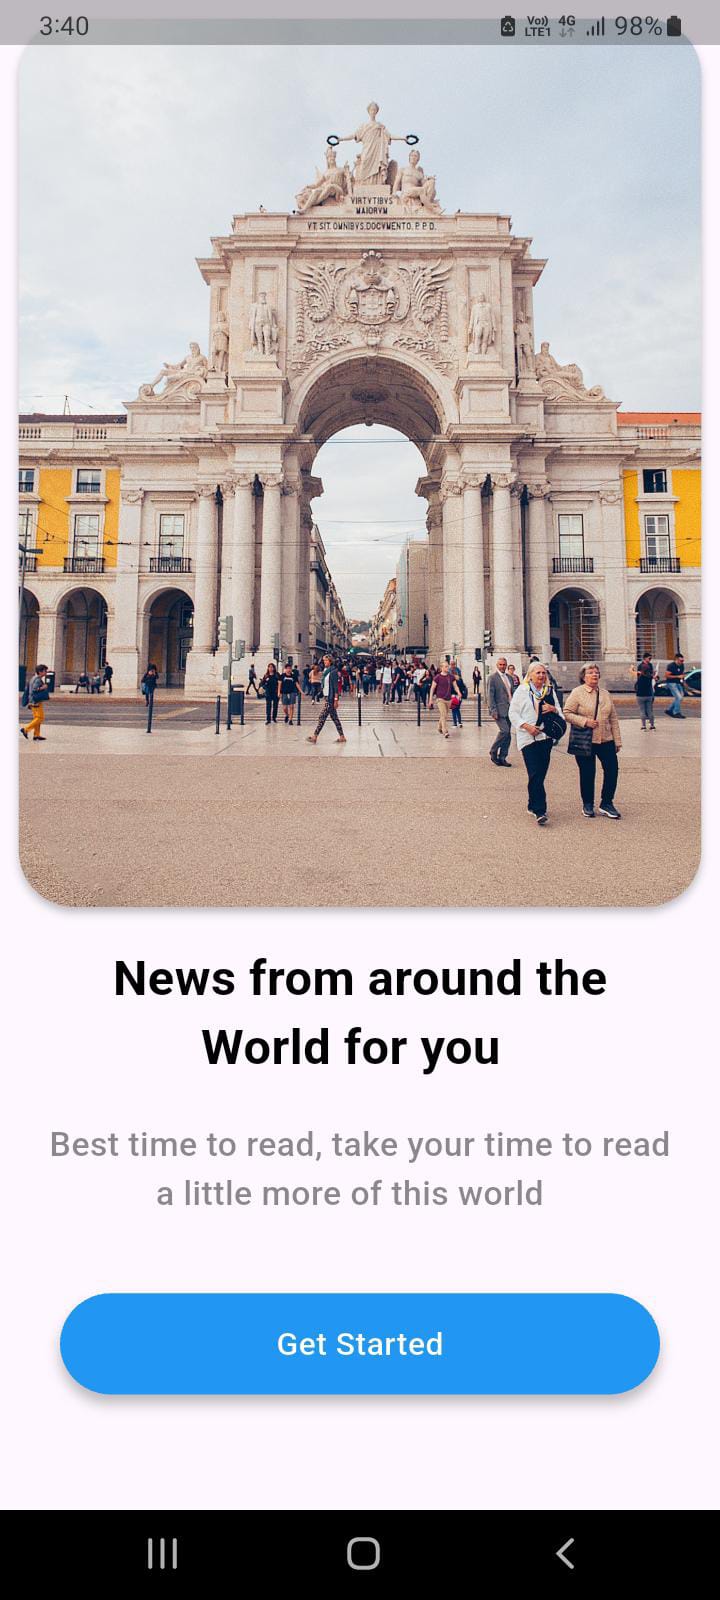 3:40
Vo))
LTE1
4G
98%
VIRTVTIBVS
MAIORVM
VT SIT OMNIBVS DOCVMENTO. P. P. D.
News from around the
World for you
Best time to read, take your time to read
a little more of this world
Get Started